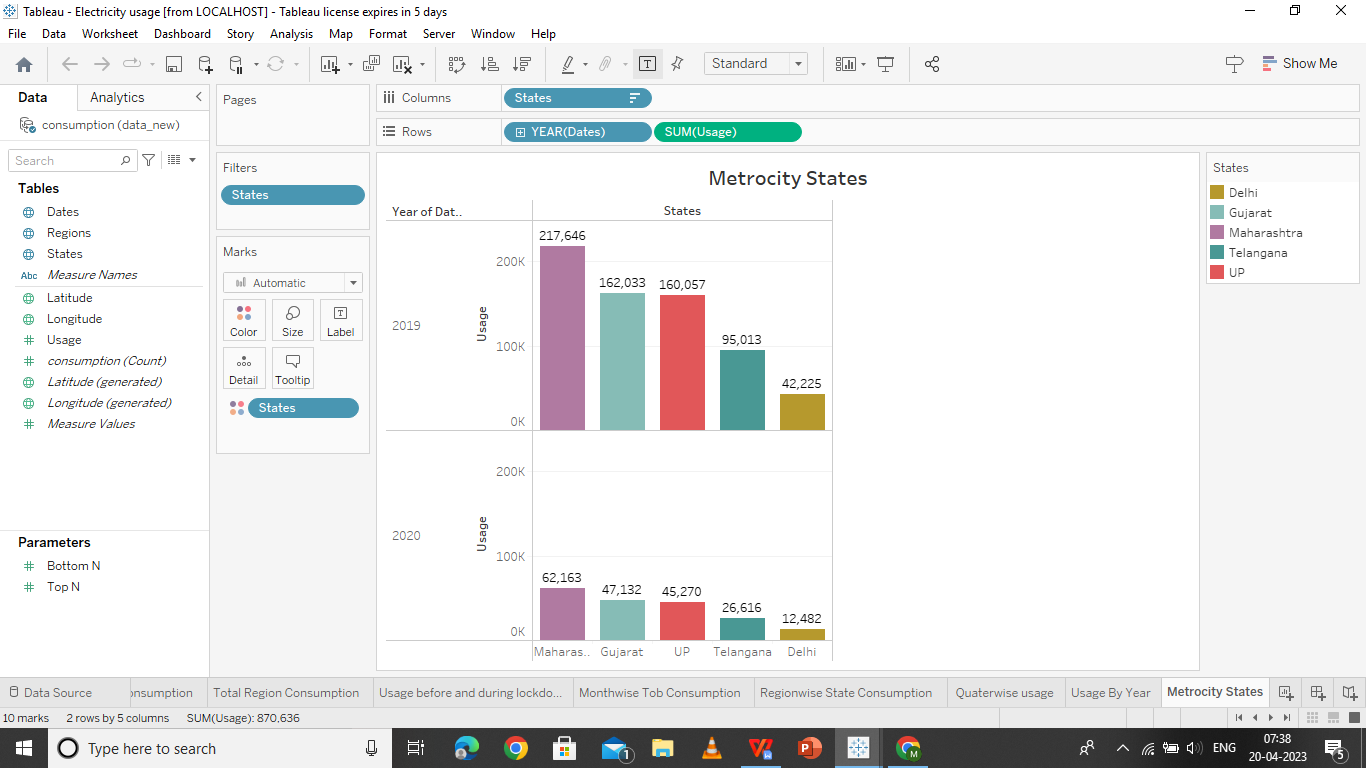 Tableau - Electricity usage [from LOCALHOST] - Tableau license expires in 5 days
File Data Worksheet Dashboard Story Analysis Map Format Server Window Help
Standard Show Me
Data Analytics
consumption (data_new)
Search
Tables
Dates
Regions
States
Abc Measure Names
Latitude
Longitude
Usage
consumption (Count)
Latitude (generated)
Longitude (generated)
Measure Values
Parameters
Bottom N
Top N
Pages
Filters
States
Marks
Automatic
Color Size Label
Detail Tooltip
States
Columns States
Rows YEAR(Dates) SUM(Usage)
Metrocity States
Year of Dat.. States
2019
Usage
200K
100K
0K
217,646
162,033
160,057
95,013
42,225
2020
Usage
200K
100K
0K
62,163
47,132
45,270
26,616
12,482
Maharas.. Gujarat UP Telangana Delhi
States
Delhi
Gujarat
Maharashtra
Telangana
UP
Data Source onsumption Total Region Consumption Usage before and during lockdo... Monthwise Tob Consumption Regionwise State Consumption Quaterwise usage Usage By Year Metrocity States
10 marks 2 rows by 5 columns SUM(Usage): 870,636
Type here to search
1
W
P
M
ENG
07:38
20-04-2023
5